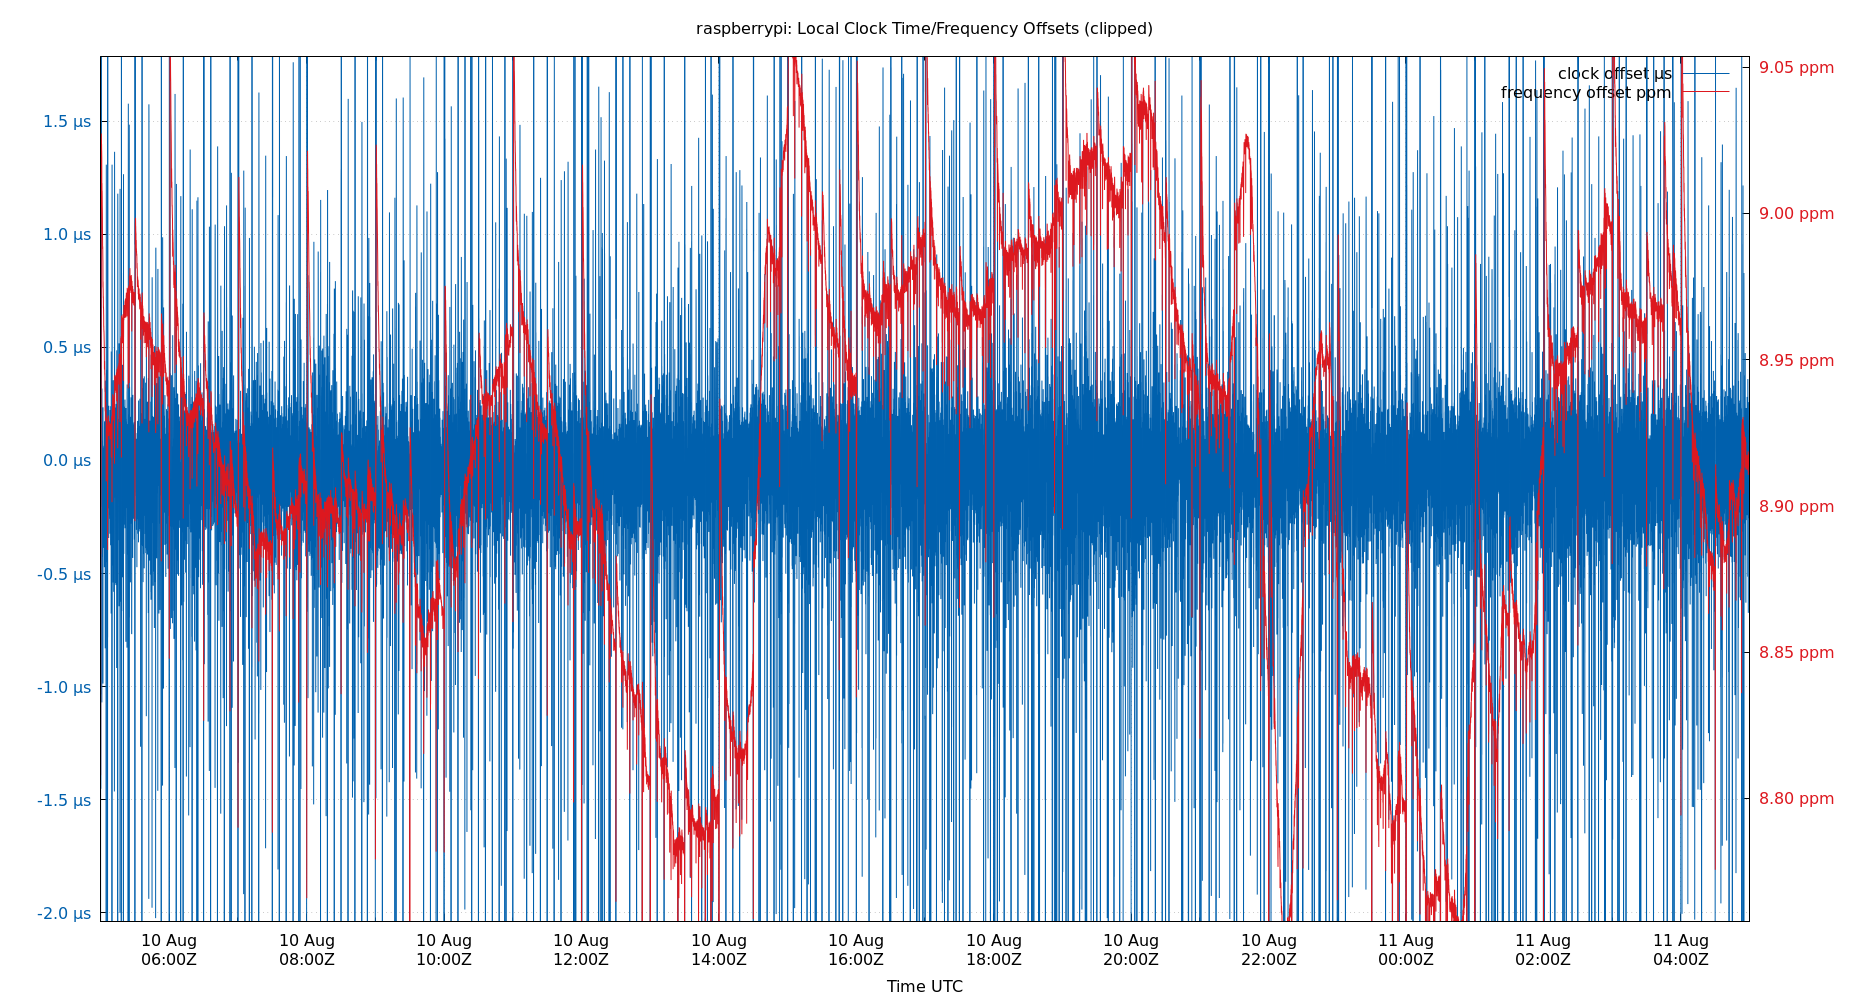 raspberrypi: Local Clock Time/Frequency Offsets (clipped)
clock offset µs
frequency offset ppm
1.5 µs
1.0 µs
0.5 µs
0.0 µs
-0.5 µs
-1.0 µs
-1.5 µs
-2.0 µs
9.05 ppm
9.00 ppm
8.95 ppm
8.90 ppm
8.85 ppm
8.80 ppm
10 Aug
06:00Z
10 Aug
08:00Z
10 Aug
10:00Z
10 Aug
12:00Z
10 Aug
14:00Z
10 Aug
16:00Z
10 Aug
18:00Z
10 Aug
20:00Z
10 Aug
22:00Z
11 Aug
00:00Z
11 Aug
02:00Z
11 Aug
04:00Z
Time UTC